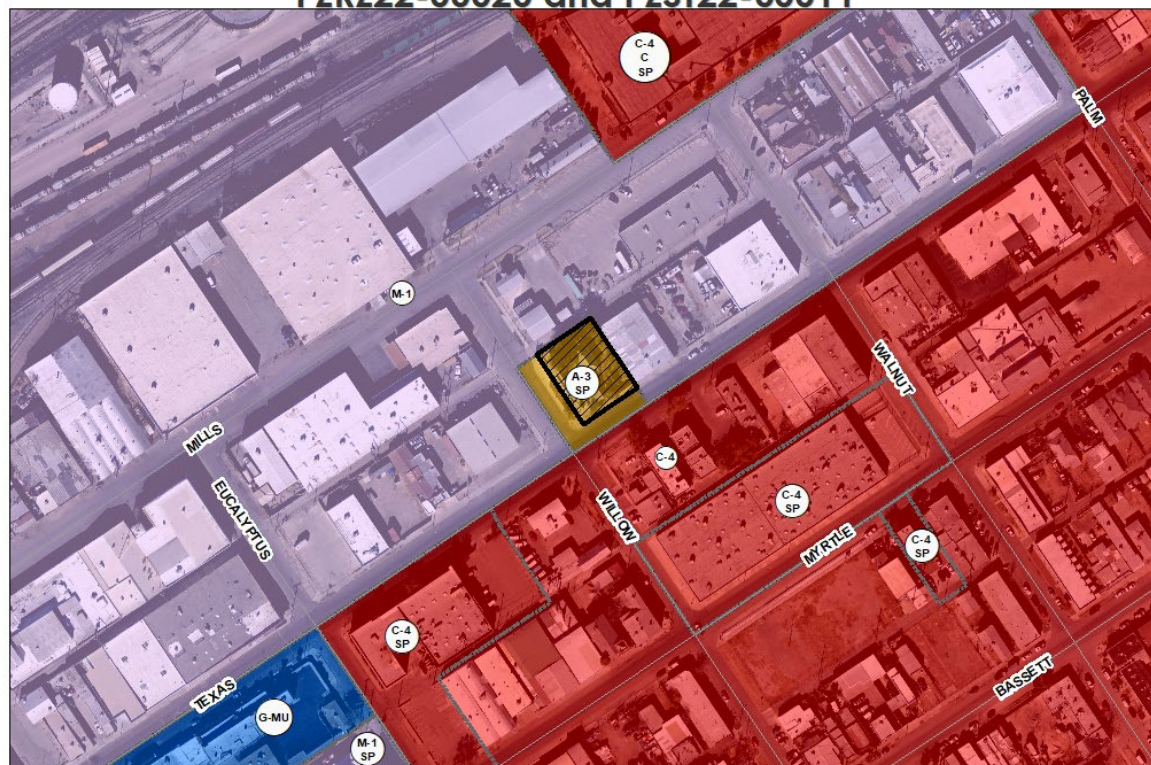 and
C-4
C
SP
PALM
M-1
A-3
SP
WALNUT
MILLS
C-4
EUCALYPTUS
WILLOW
C-4
SP
MYRTLE
C-4
SP
C-4
SP
TEXAS
BASSETT
G-MU
M-1
SP